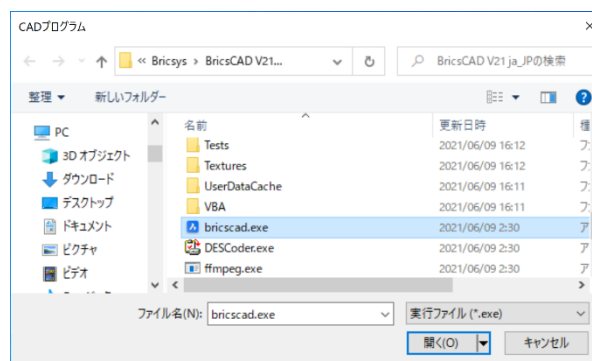 CADプログラム
« Bricsys › BricsCAD V21...
BricsCAD V21 ja_JPの検索
整理 新しいフォルダー
名前 更新日時 種
PC
3D オブジェクト
ダウンロード
デスクトップ
ドキュメント
ピクチャ
ビデオ
Tests 2021/06/09 16:12
Textures 2021/06/09 16:12
UserDataCache 2021/06/09 16:11
VBA 2021/06/09 16:11
bricscad.exe 2021/06/09 2:30
DESCoder.exe 2021/06/09 2:30
ffmpeg.exe 2021/06/09 2:30
ファイル名(N): bricscad.exe 実行ファイル (*.exe)
開く(O) キャンセル